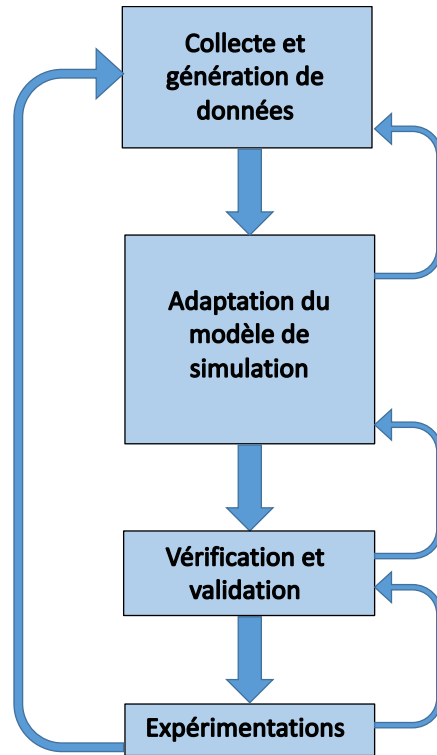 Collecte et
génération de
données
Adaptation du
modèle de
simulation
Vérification et
validation
Expérimentations